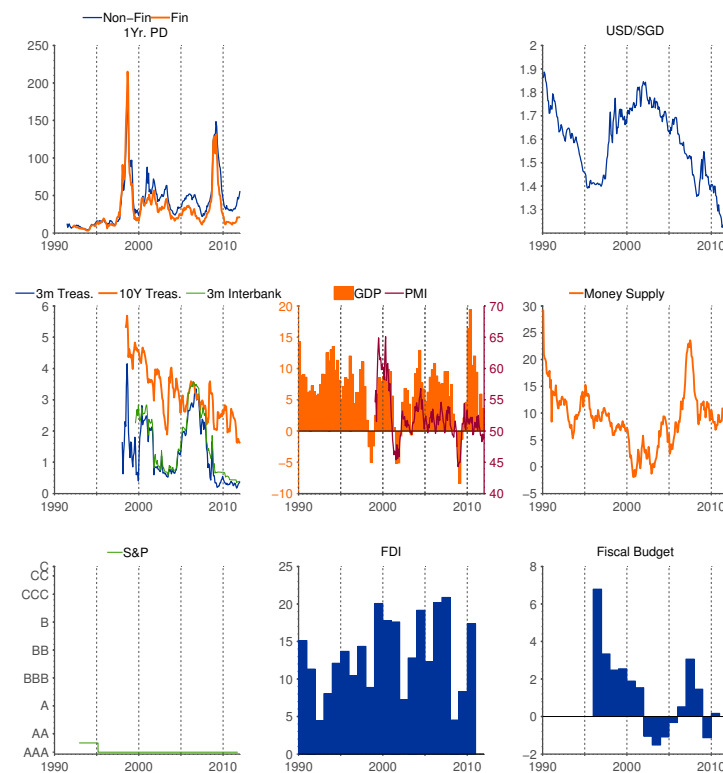 Non−Fin Fin
1Yr. PD
250
200
150
100
50
0
1990 2000 2010
USD/SGD
2
1.9
1.8
1.7
1.6
1.5
1.4
1.3
1990 2000 2010
3m Treas. 10Y Treas. 3m Interbank
6
5
4
3
2
1
0
1990 2000 2010
GDP PMI
20
15
10
5
0
−5
−10
70
65
60
55
50
45
40
1990 2000 2010
Money Supply
30
25
20
15
10
5
0
−5
1990 2000 2010
S&P
C
CC
CCC
B
BB
BBB
A
AA
AAA
1990 2000 2010
FDI
25
20
15
10
5
0
1990 2000 2010
Fiscal Budget
8
6
4
2
0
−2
1990 2000 2010